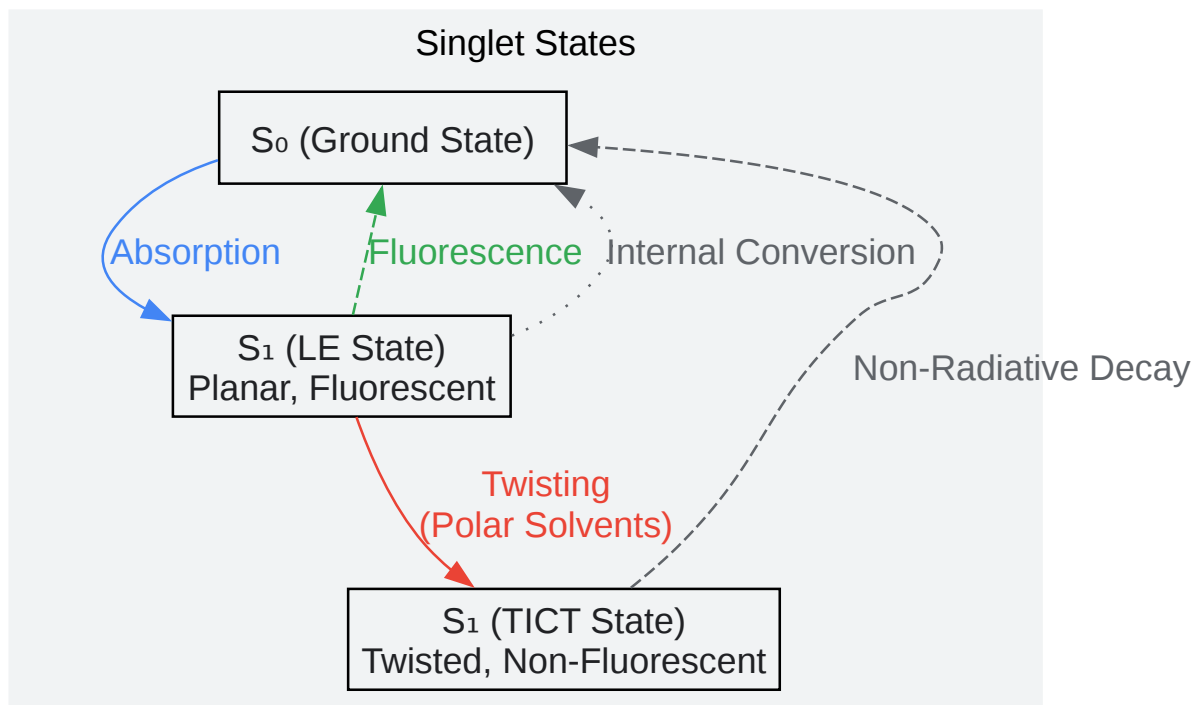 Singlet States
S₀ (Ground State)
Absorption
Fluorescence
Internal Conversion
S₁ (LE State)
Planar, Fluorescent
Non-Radiative Decay
Twisting
(Polar Solvents)
S₁ (TICT State)
Twisted, Non-Fluorescent